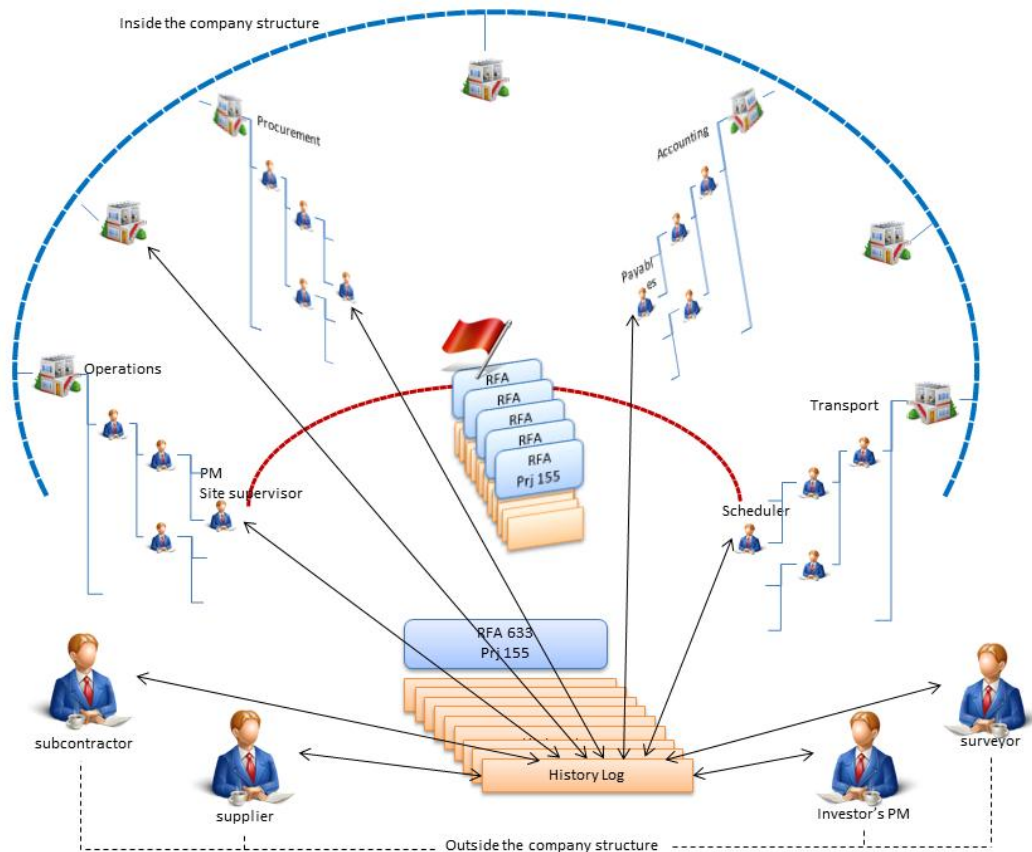 Inside the company structure
Procurement
Accounting
Payabl
es
Operations
PM
Site supervisor
Transport
Scheduler
RFA
RFA
RFA
RFA
RFA
Prj 155
RFA 633
Prj 155
History Log
subcontractor
supplier
Investor's PM
surveyor
Outside the company structure